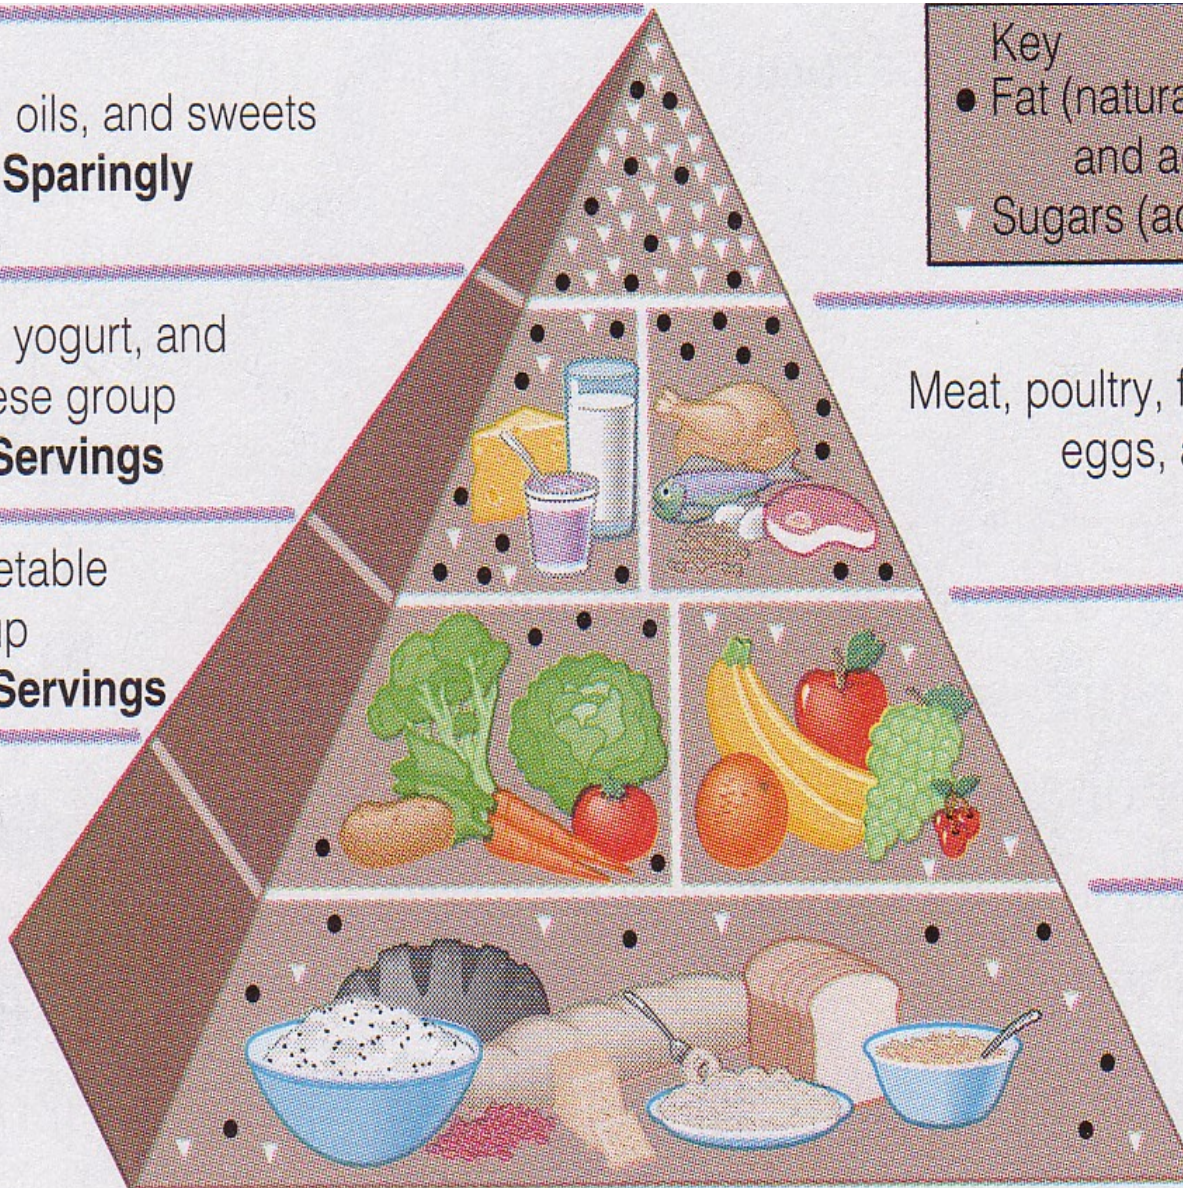 oils, and sweets
Sparingly
yogurt, and
ese group
Servings
etable
up
Servings
Key
Fat (natura
and a
Sugars (ad
Meat, poultry, f
eggs, a